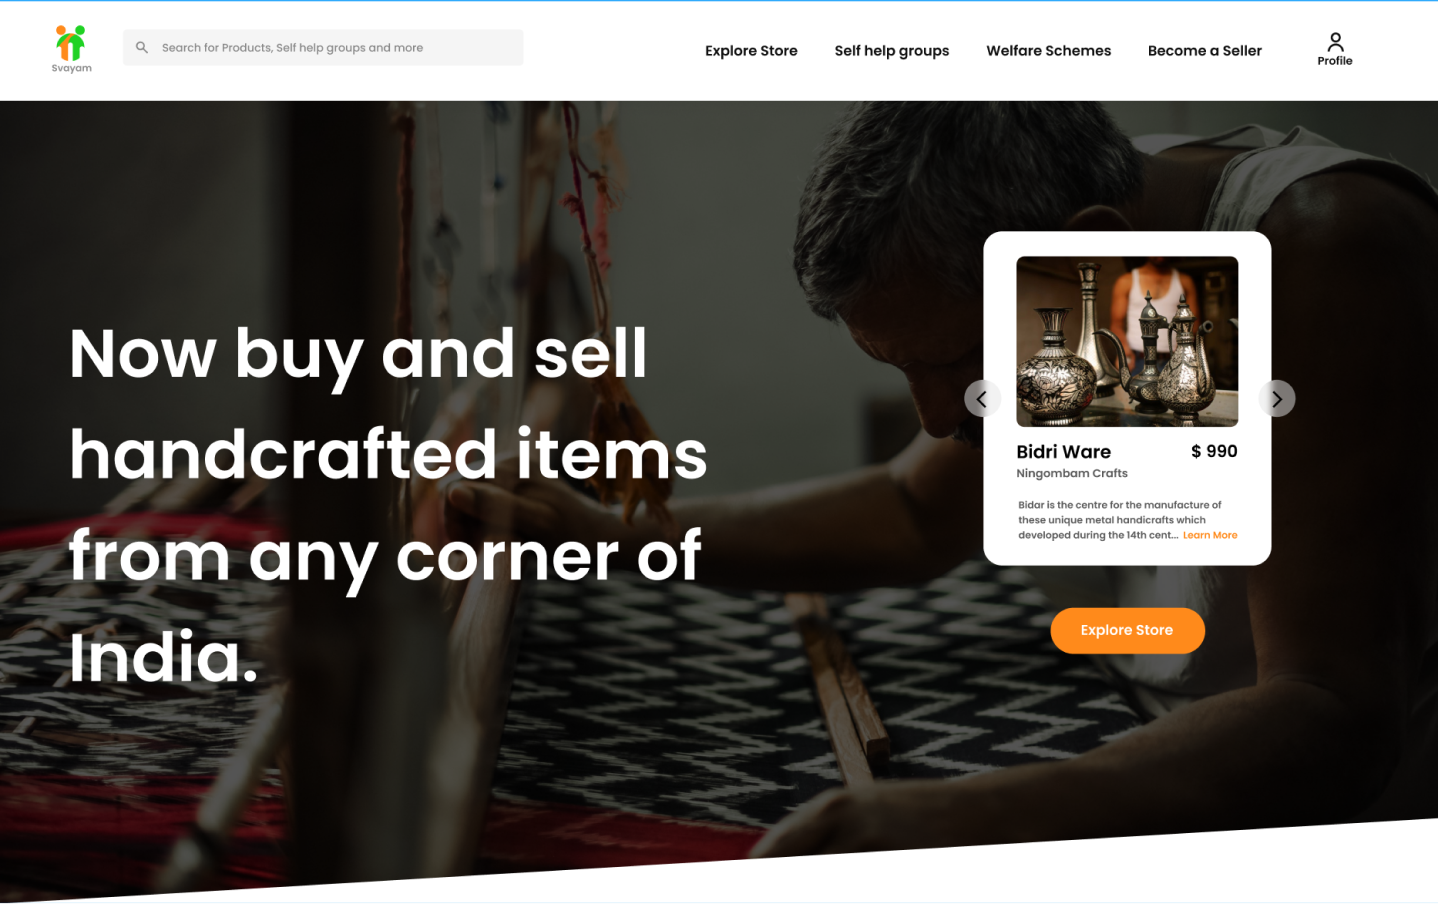 Svayam
Search for Products, Self help groups and more
Explore Store
Self help groups
Welfare Schemes
Become a Seller
Profile
Now buy and sell
handcrafted items
from any corner of
India.
Bidri Ware
$ 990
Ningombam Crafts
Bidar is the centre for the manufacture of
these unique metal handicrafts which
developed during the 14th cent... Learn More
Explore Store